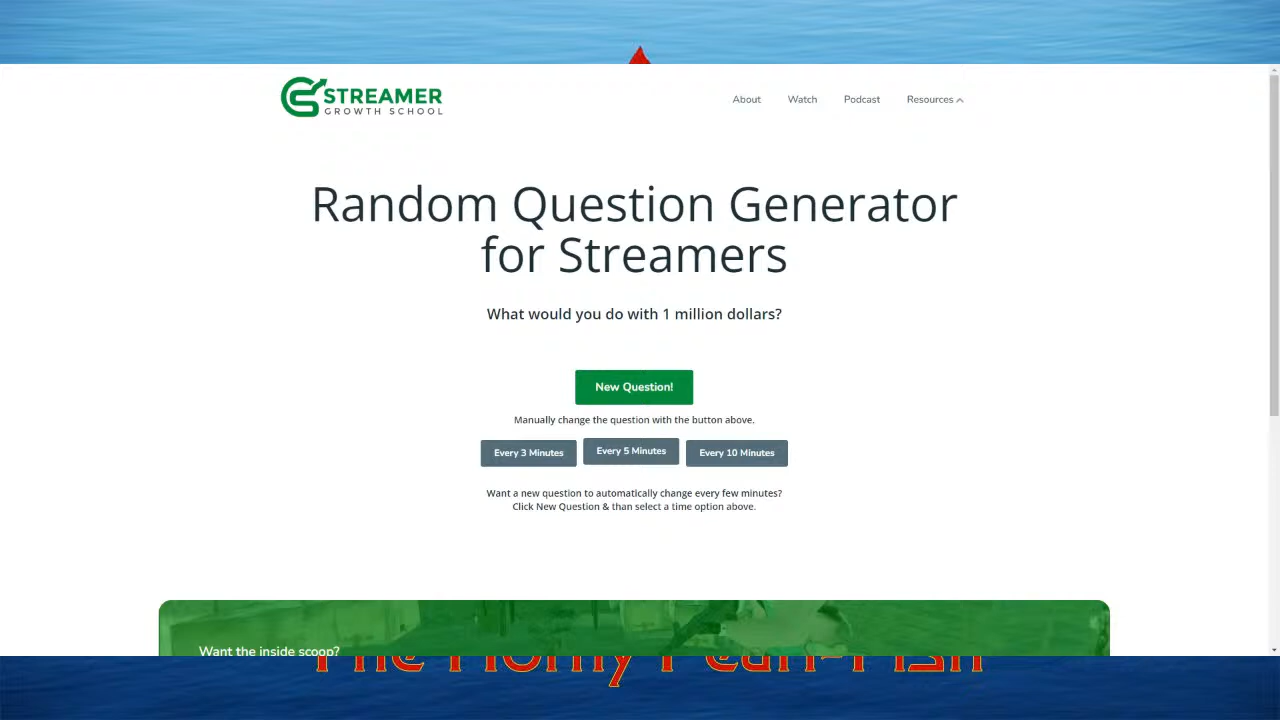 STREAMER
GROWTH SCHOOL
About
Watch
Podcast
Resources
Random Question Generator
for Streamers
What would you do with 1 million dollars?
New Question!
Manually change the question with the button above.
Every 3 Minutes
Every 5 Minutes
Every 10 Minutes
Want a new question to automatically change every few minutes?
Click New Question & than select a time option above.
Want the inside scoop?